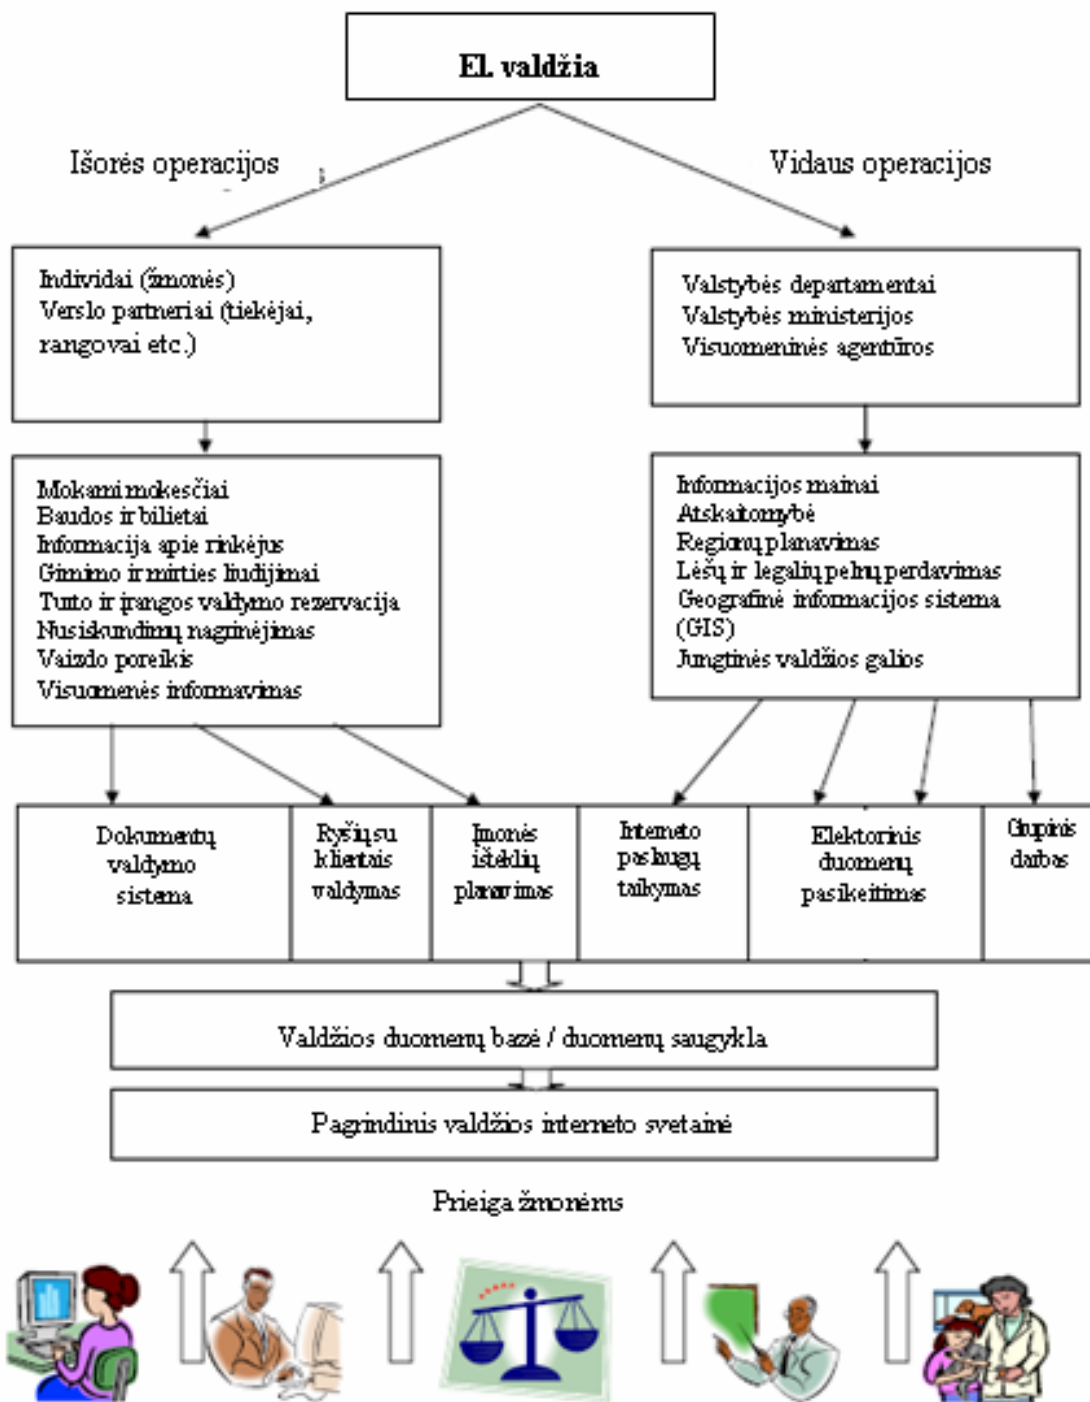 El. valdžia
Išorės operacijos
Vidaus operacijos
Individai (žmonės)
Verslo partneriai (tiekėjai,
rangovai etc.)
Valstybės departamentai
Valstybės ministerijos
Visuomeninės agentūros
Mokami mokesčiai
Baudos ir bilietai
Informacija apie rinkėjus
Gimimo ir mirties liudijimai
Turto ir įrangos valdymo rezervacija
Nusiskundimų nagrinėjimas
Vaizdo poreikis
Visuomenės informavimas
Informacijos mainai
Atskaitomybė
Regionų planavimas
Lėšų ir legalių pelnų perdavimas
Geografinė informacijos sistema
(GIS)
Jungtinės valdžios galios
Dokumentų
valdymo
sistema
Ryšių su
klientais
valdymas
Įmonės
išteklių
planavimas
Interneto
paslaugų
taikymas
Elektorinis
duomenų
pasikeitimas
Grupinis
darbas
Valdžios duomenų bazė / duomenų saugykla
Pagrindinis valdžios interneto svetainė
Prieiga žmonėms